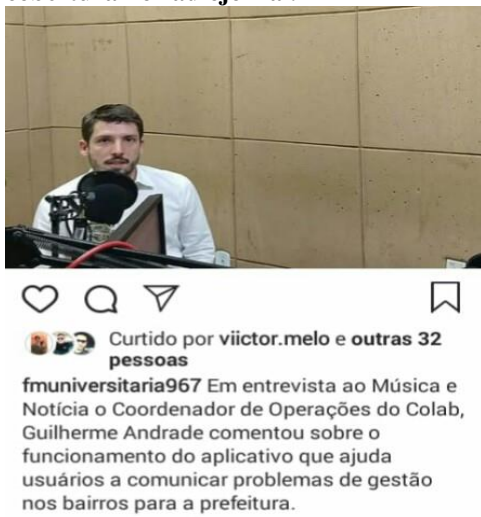 Curtido por viictor.melo e outras 32
pessoas
fmuniversitaria967 Em entrevista ao Música e
Notícia o Coordenador de Operações do Colab,
Guilherme Andrade comentou sobre o
funcionamento do aplicativo que ajuda
usuários a comunicar problemas de gestão
nos bairros para a prefeitura.